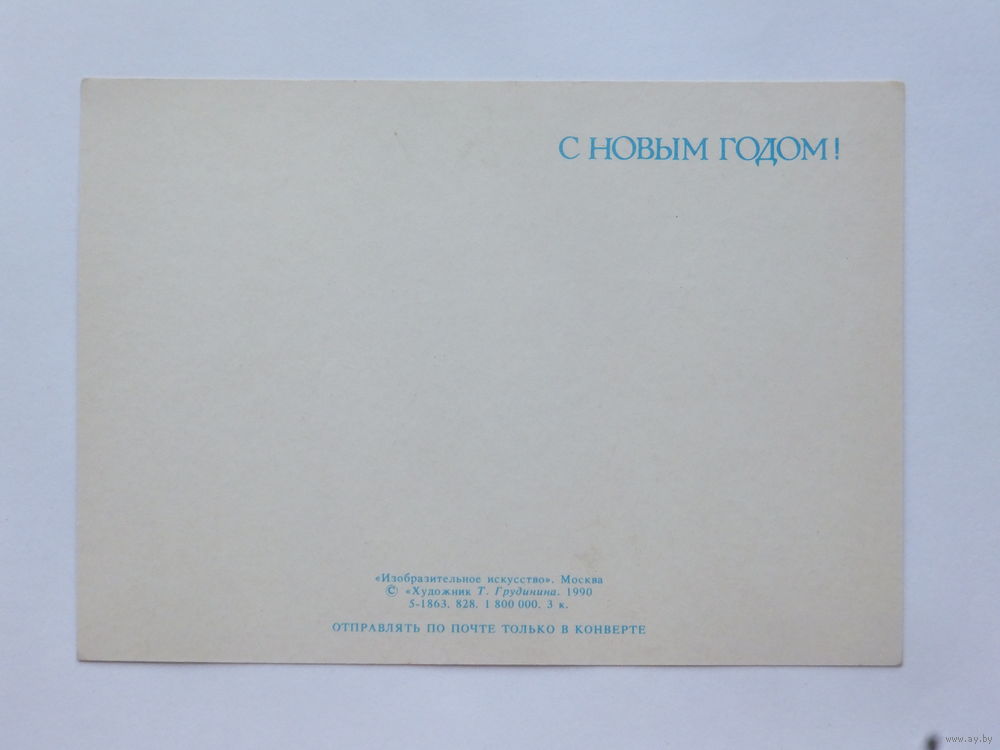 С НОВЫМ ГОДОМ!
«Изобразительное искусство». Москва
© «Художник Т. Грудинина. 1990
5-1863. 828. 1 800 000. 3 к.
ОТПРАВЛЯТЬ ПО ПОЧТЕ ТОЛЬКО В КОНВЕРТЕ
www.ay.by